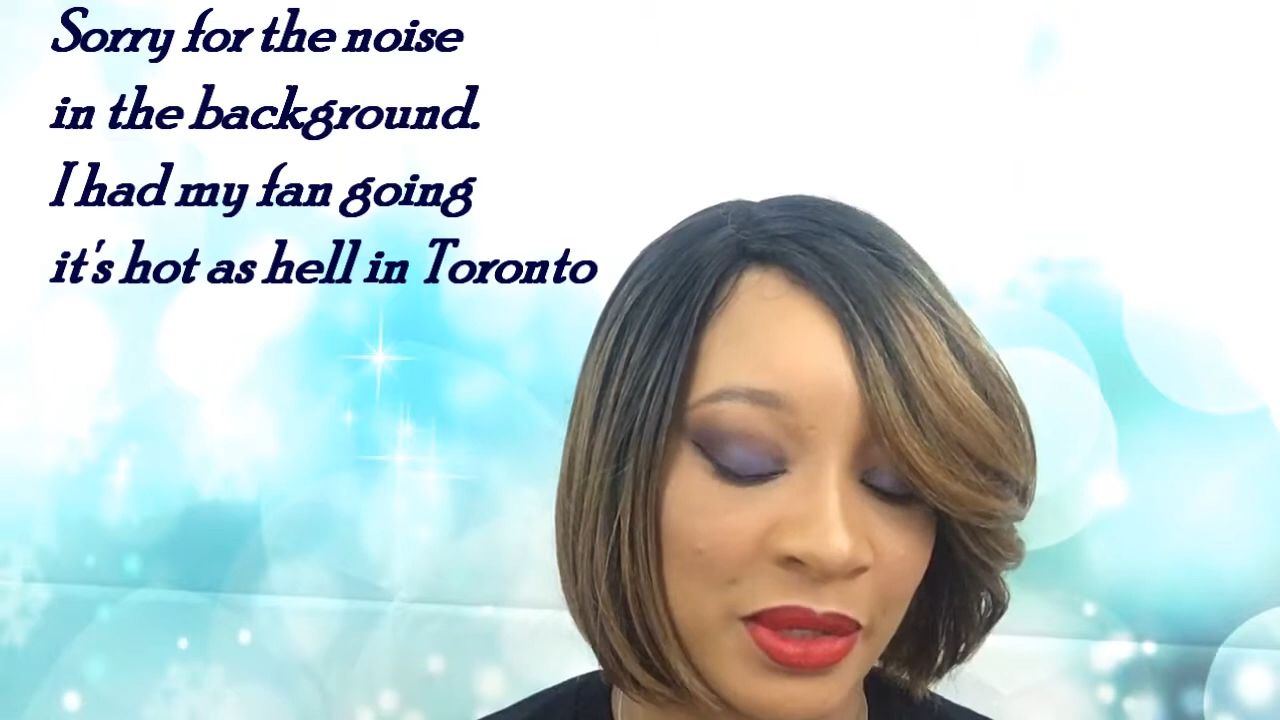 Sorry for the noise
in the background.
I had my fan going
it's hot as hell in Toronto